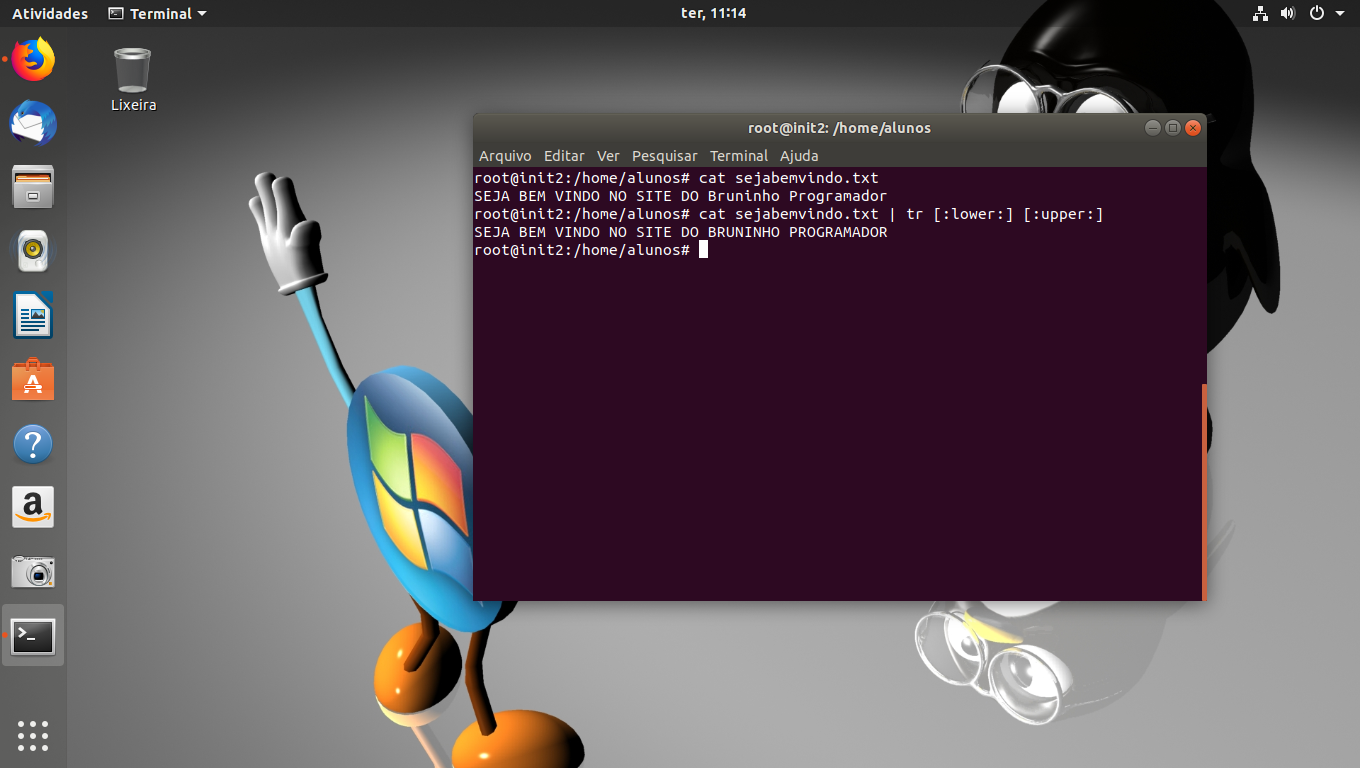 Atividades Terminal ter, 11:14
Lixeira
root@init2: /home/alunos
Arquivo Editar Ver Pesquisar Terminal Ajuda
root@init2:/home/alunos# cat sejabemvindo.txt
SEJA BEM VINDO NO SITE DO Bruninho Programador
root@init2:/home/alunos# cat sejabemvindo.txt | tr [:lower:] [:upper:]
SEJA BEM VINDO NO SITE DO BRUNINHO PROGRAMADOR
root@init2:/home/alunos#